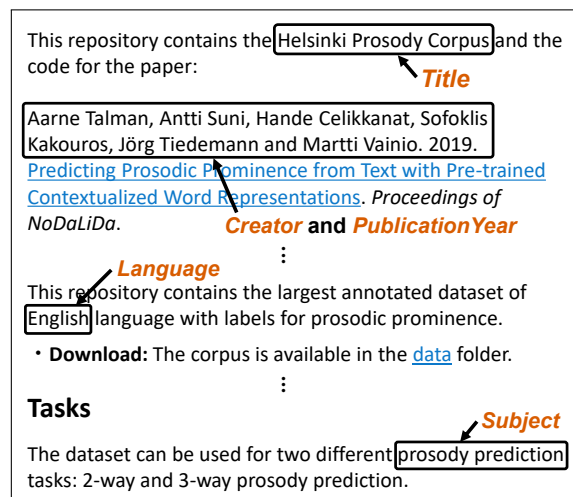 This repository contains the Helsinki Prosody Corpus and the
code for the paper:
Title
Aarne Talman, Antti Suni, Hande Celikkanat, Sofoklis
Kakouros, Jörg Tiedemann and Martti Vainio. 2019.
Predicting Prosodic Prominence from Text with Pre-trained
Contextualized Word Representations. Proceedings of
NoDaLiDa.
Creator and PublicationYear
⋮
Language
This repository contains the largest annotated dataset of
English language with labels for prosodic prominence.
・Download: The corpus is available in the data folder.
⋮
Tasks
Subject
The dataset can be used for two different prosody prediction
tasks: 2-way and 3-way prosody prediction.